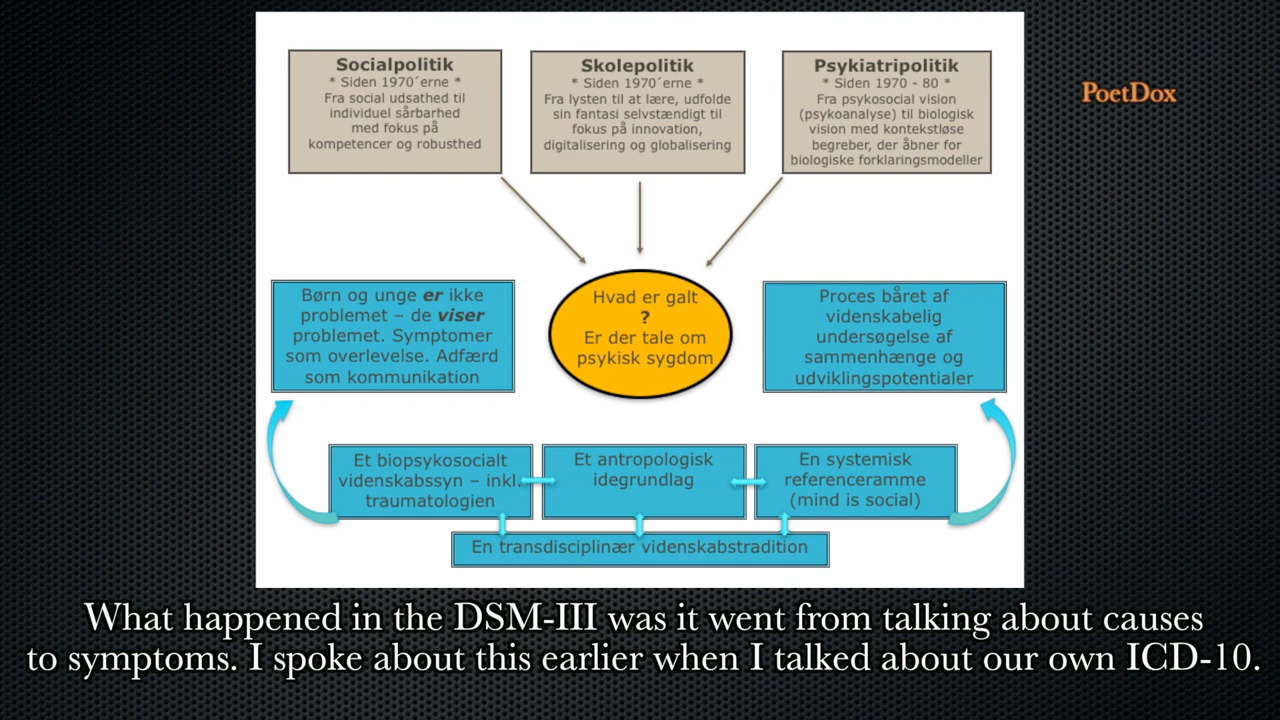 Socialpolitik
* Siden 1970´erne *
Fra social udsathed til
individuel sårbarhed
med fokus på
kompetencer og robusthed
Skolepolitik
* Siden 1970´erne *
Fra lysten til at lære, udfolde
sin fantasi selvstændigt til
fokus på innovation,
digitalisering og globalisering
Psykiatripolitik
* Siden 1970 - 80 *
Fra psykosocial vision
(psykoanalyse) til biologisk
vision med kontekstløse
begreber, der åbner for
biologiske forklaringsmodeller
PoetDox
Børn og unge er ikke
problemet – de viser
problemet. Symptomer
som overlevelse. Adfærd
som kommunikation
Hvad er galt
?
Er der tale om
psykisk sygdom
Proces båret af
videnskabelig
undersøgelse af
sammenhænge og
udviklingspotentialer
Et biopsykosocialt
videnskabssyn – inkl.
traumatologien
Et antropologisk
idegrundlag
En systemisk
referenceramme
(mind is social)
En transdisciplinær videnskabstradition
What happened in the DSM-III was it went from talking about causes
to symptoms. I spoke about this earlier when I talked about our own ICD-10.